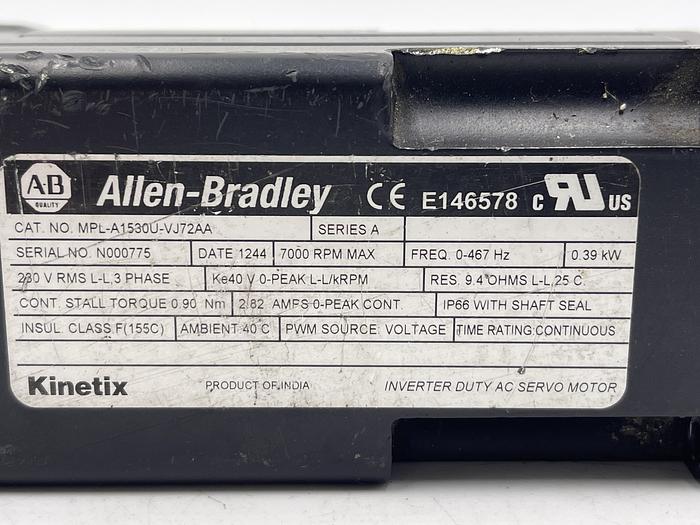 A-B QUALITY Allen-Bradley CE E146578 c RU US
CAT. NO. MPL-A1530U-VJ72AA SERIES A
SERIAL NO. N000775 DATE 1244 7000 RPM MAX FREQ. 0-467 Hz 0.39 kW
230 V RMS L-L,3 PHASE Ke40 V 0-PEAK L-L/kRPM RES. 9.4 OHMS L-L,25 C.
CONT. STALL TORQUE 0.90 Nm 2.82 AMPS 0-PEAK CONT. IP66 WITH SHAFT SEAL
INSUL. CLASS F(155C) AMBIENT 40 C PWM SOURCE: VOLTAGE TIME RATING:CONTINUOUS
Kinetix PRODUCT OF INDIA INVERTER DUTY AC SERVO MOTOR